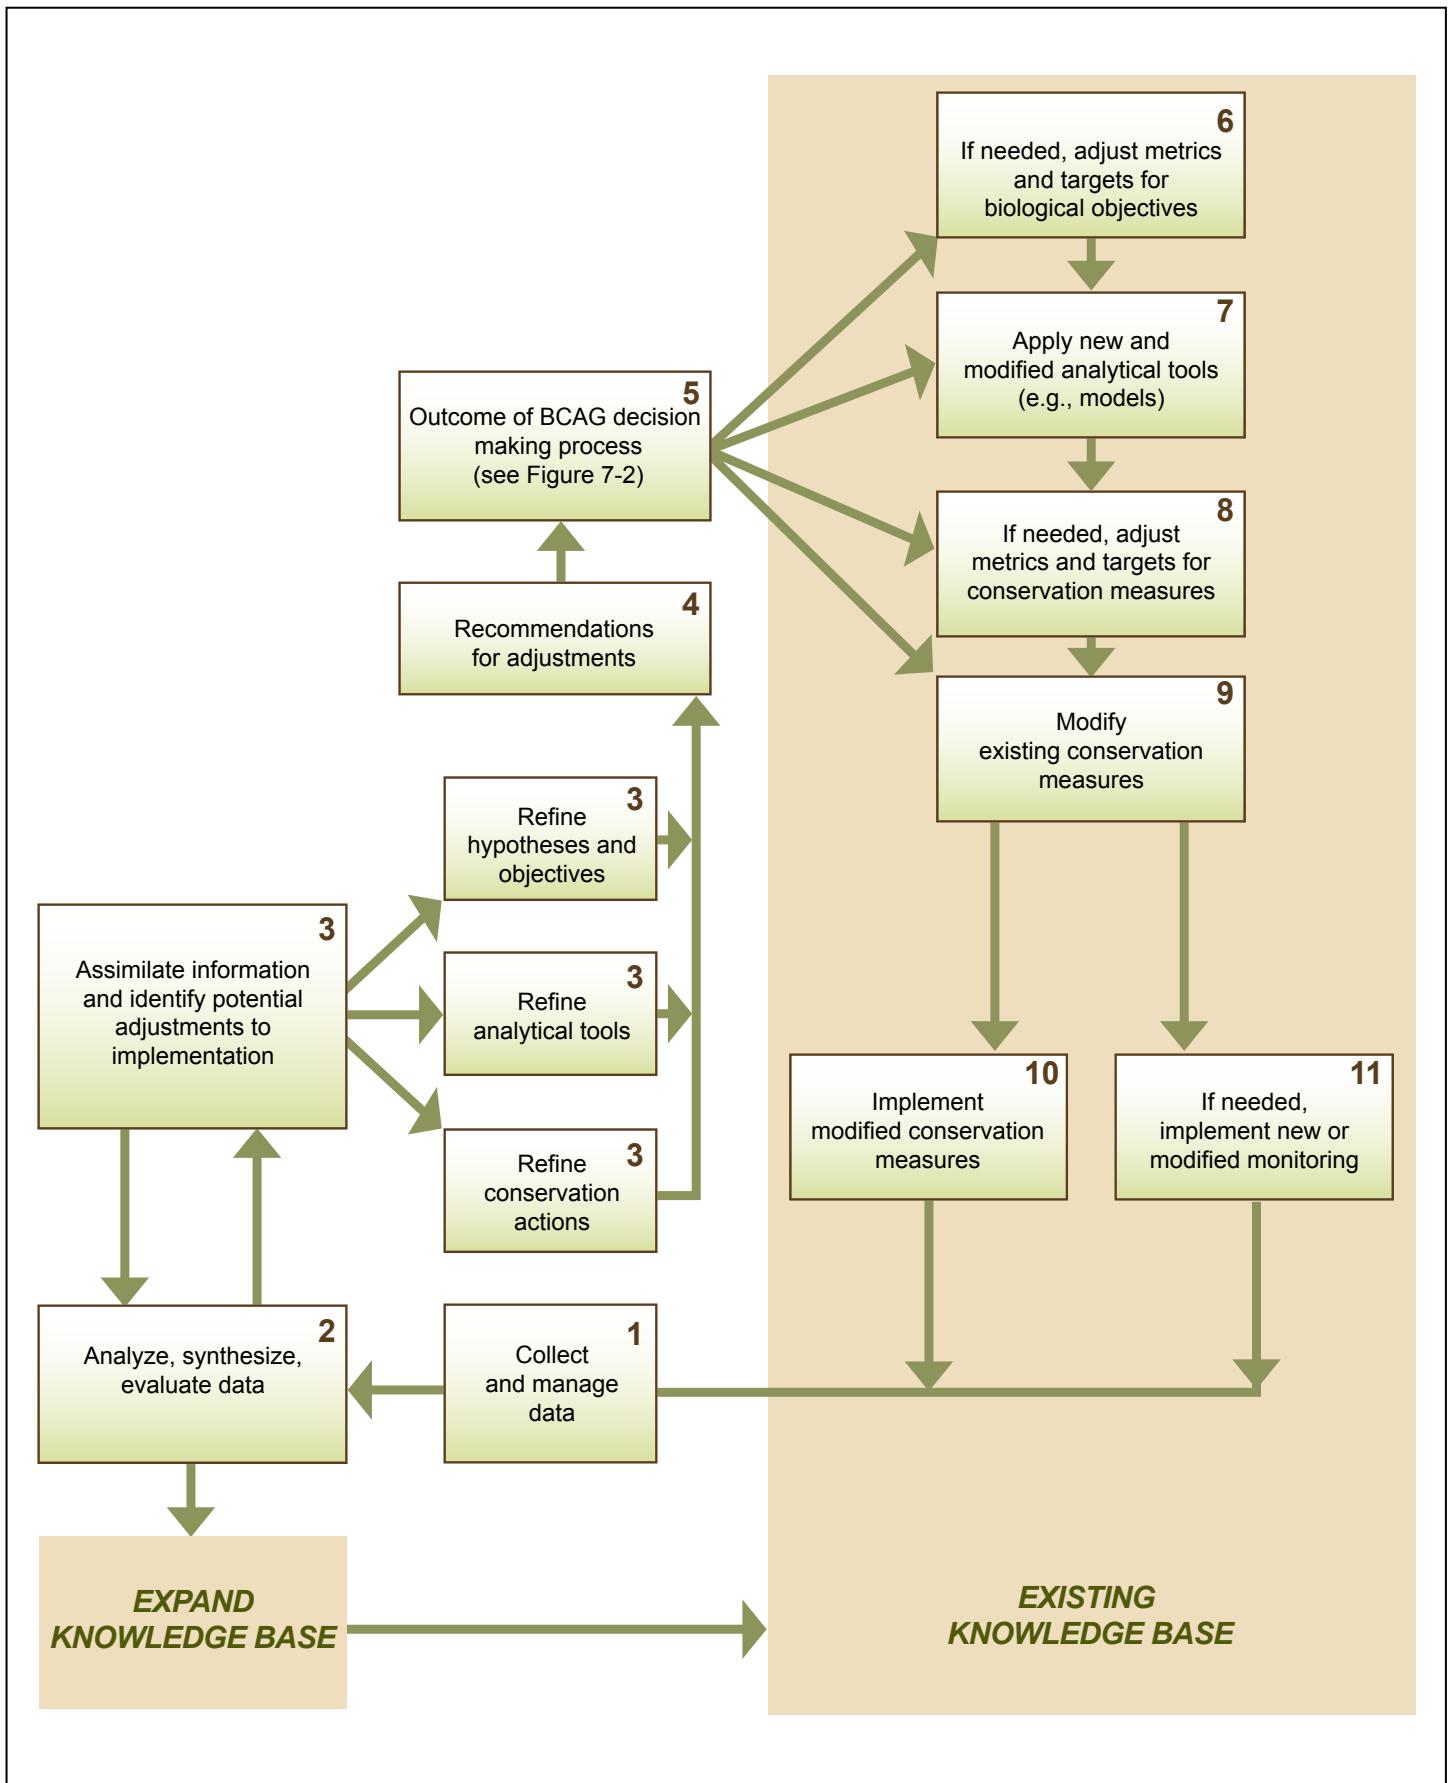 6
If needed, adjust metrics
and targets for
biological objectives
7
Apply new and
modified analytical tools
(e.g., models)
5
Outcome of BCAG decision
making process
(see Figure 7-2)
8
If needed, adjust
metrics and targets for
conservation measures
4
Recommendations
for adjustments
9
Modify
existing conservation
measures
3
Refine
hypotheses and
objectives
3
Assimilate information
and identify potential
adjustments to
implementation
3
Refine
analytical tools
3
Refine
conservation
actions
10
Implement
modified conservation
measures
11
If needed,
implement new or
modified monitoring
2
Analyze, synthesize,
evaluate data
1
Collect
and manage
data
EXPAND
KNOWLEDGE BASE
EXISTING
KNOWLEDGE BASE